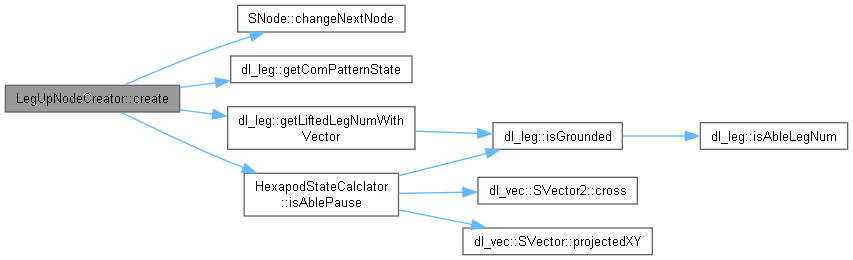 SNode::changeNextNode
dl_leg::getComPatternState
LegUpNodeCreator::create
dl_leg::getLiftedLegNumWith
Vector
dl_leg::isGrounded
dl_leg::isAbleLegNum
HexapodStateCalclator
::isAblePause
dl_vec::SVector2::cross
dl_vec::SVector::projectedXY